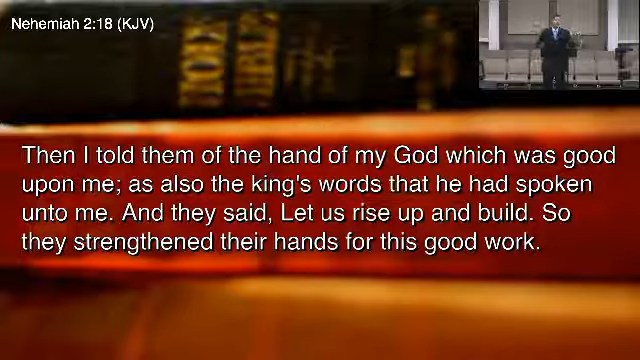 Nehemiah 2:18 (KJV)
HOLY BIBLE
Then I told them of the hand of my God which was good
upon me; as also the king's words that he had spoken
unto me. And they said, Let us rise up and build. So
they strengthened their hands for this good work.